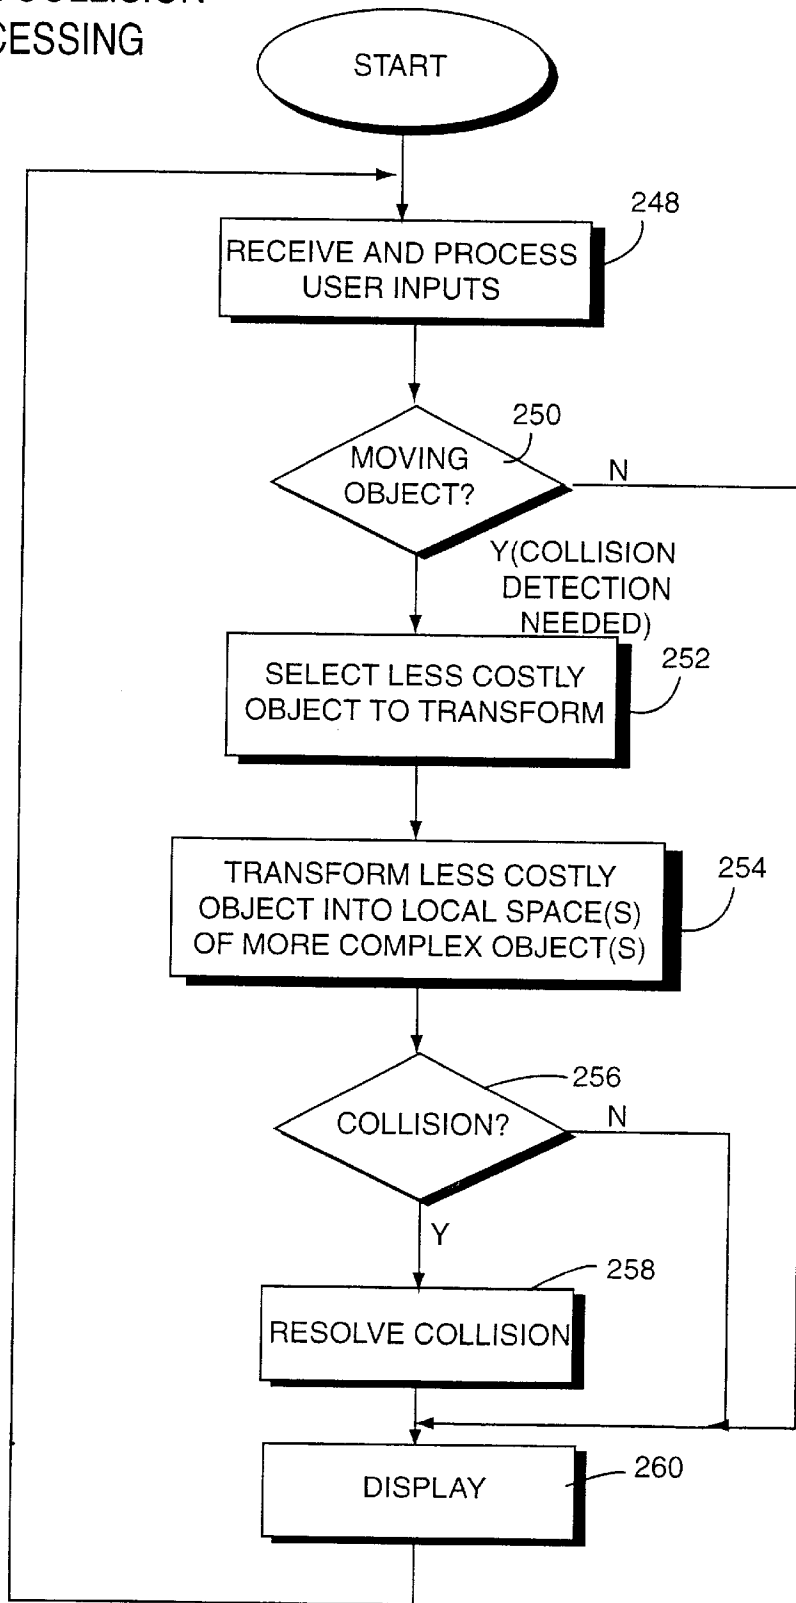 COLLISION
CESSING
START
248
RECEIVE AND PROCESS
USER INPUTS
250
MOVING
OBJECT?
N
Y(COLLISION
DETECTION
NEEDED)
252
SELECT LESS COSTLY
OBJECT TO TRANSFORM
254
TRANSFORM LESS COSTLY
OBJECT INTO LOCAL SPACE(S)
OF MORE COMPLEX OBJECT(S)
256
COLLISION?
N
Y
258
RESOLVE COLLISION
260
DISPLAY